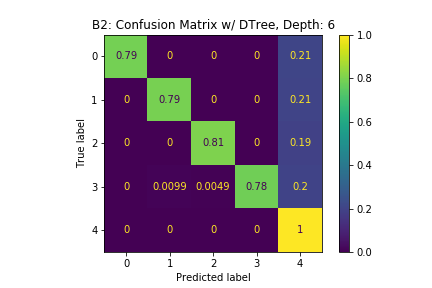 B2: Confusion Matrix w/ DTree, Depth: 6
0 0.79 0 0 0 0.21
1 0 0.79 0 0 0.21
2 0 0 0.81 0 0.19
3 0 0.0099 0.0049 0.78 0.2
4 0 0 0 0 1
0 1 2 3 4
True label
Predicted label
1.0
0.8
0.6
0.4
0.2
0.0